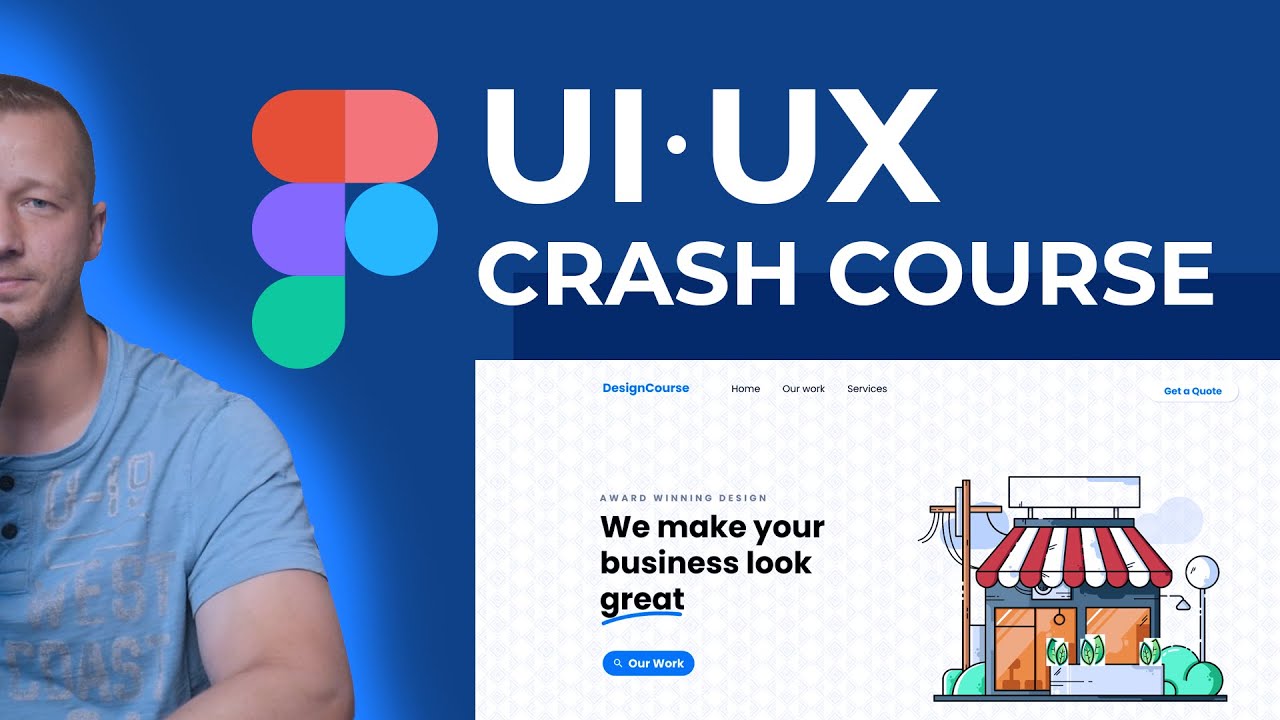 UI·UX
CRASH COURSE
DesignCourse Home Our work Services Get a Quote
AWARD WINNING DESIGN
We make your
business look
great
Our Work
U-19
WEST
COAST